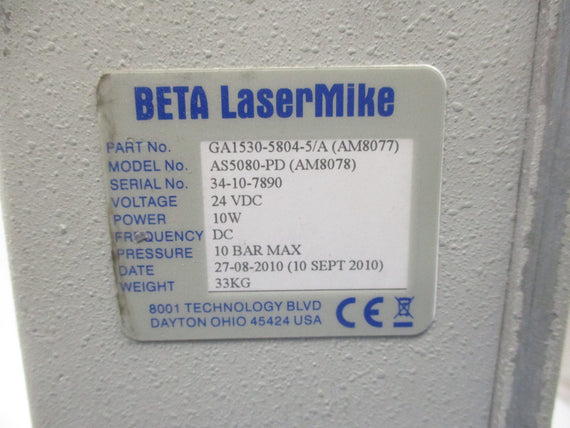 BETA LaserMike
PART No. GA1530-5804-5/A (AM8077)
MODEL No. AS5080-PD (AM8078)
SERIAL No. 34-10-7890
VOLTAGE 24 VDC
POWER 10W
FREQUENCY DC
PRESSURE 10 BAR MAX
DATE 27-08-2010 (10 SEPT 2010)
WEIGHT 33KG
8001 TECHNOLOGY BLVD
DAYTON OHIO 45424 USA CE